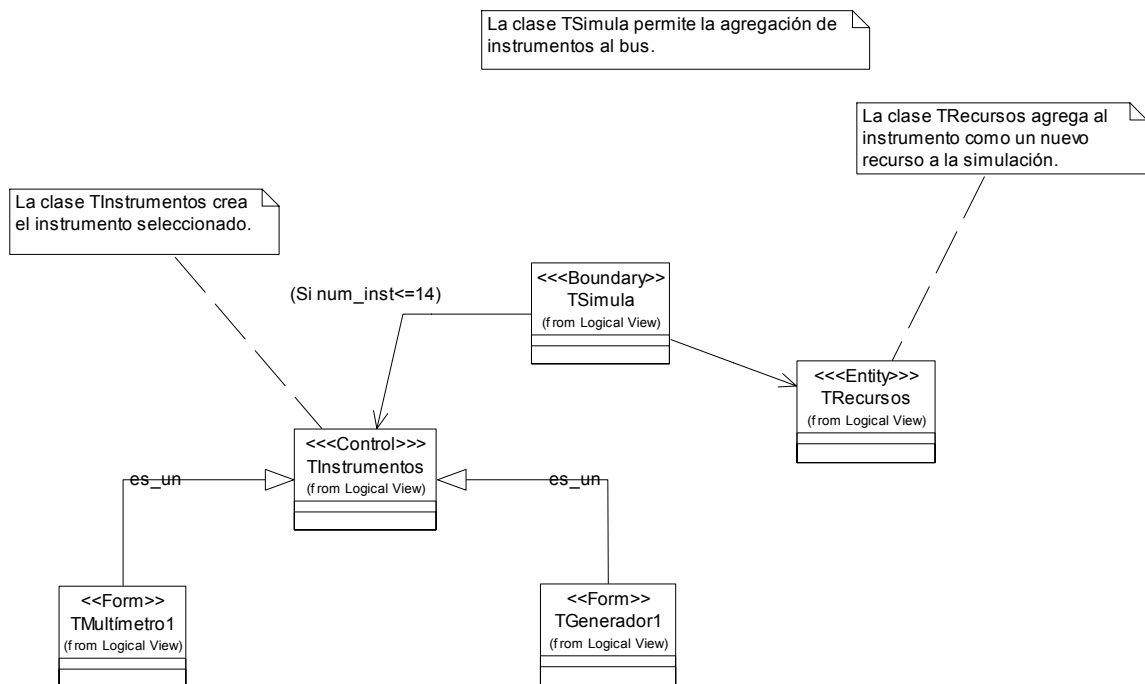 La clase TSimula permite la agregación de
instrumentos al bus.
La clase TRecursos agrega al
instrumento como un nuevo
recurso a la simulación.
La clase TInstrumentos crea
el instrumento seleccionado.
(Si num_inst<=14)
<<<Boundary>>
TSimula
(from Logical View)
<<<Entity>>>
TRecursos
(from Logical View)
<<<Control>>>
TInstrumentos
(from Logical View)
es_un
es_un
<<Form>>
TMultímetro1
(from Logical View)
<<Form>>
TGenerador1
(from Logical View)